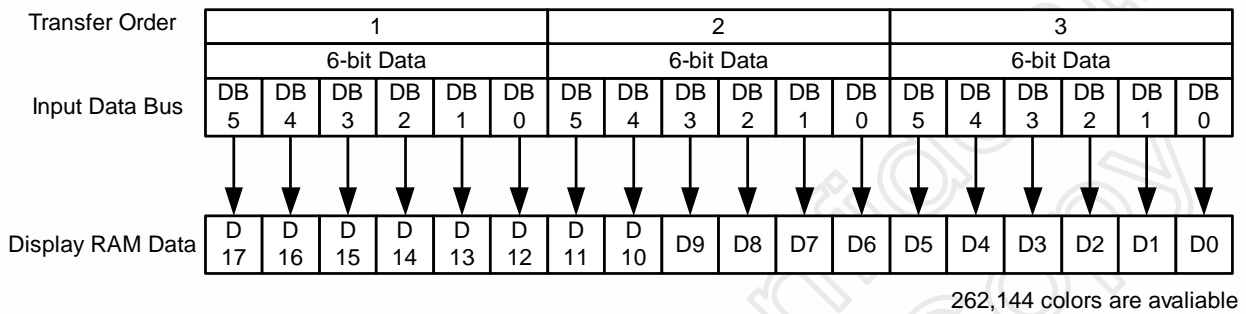 Transfer Order 1 2 3
6-bit Data 6-bit Data 6-bit Data
Input Data Bus DB 5 DB 4 DB 3 DB 2 DB 1 DB 0 DB 5 DB 4 DB 3 DB 2 DB 1 DB 0 DB 5 DB 4 DB 3 DB 2 DB 1 DB 0
Display RAM Data D 17 D 16 D 15 D 14 D 13 D 12 D 11 D 10 D9 D8 D7 D6 D5 D4 D3 D2 D1 D0
262,144 colors are avaliable